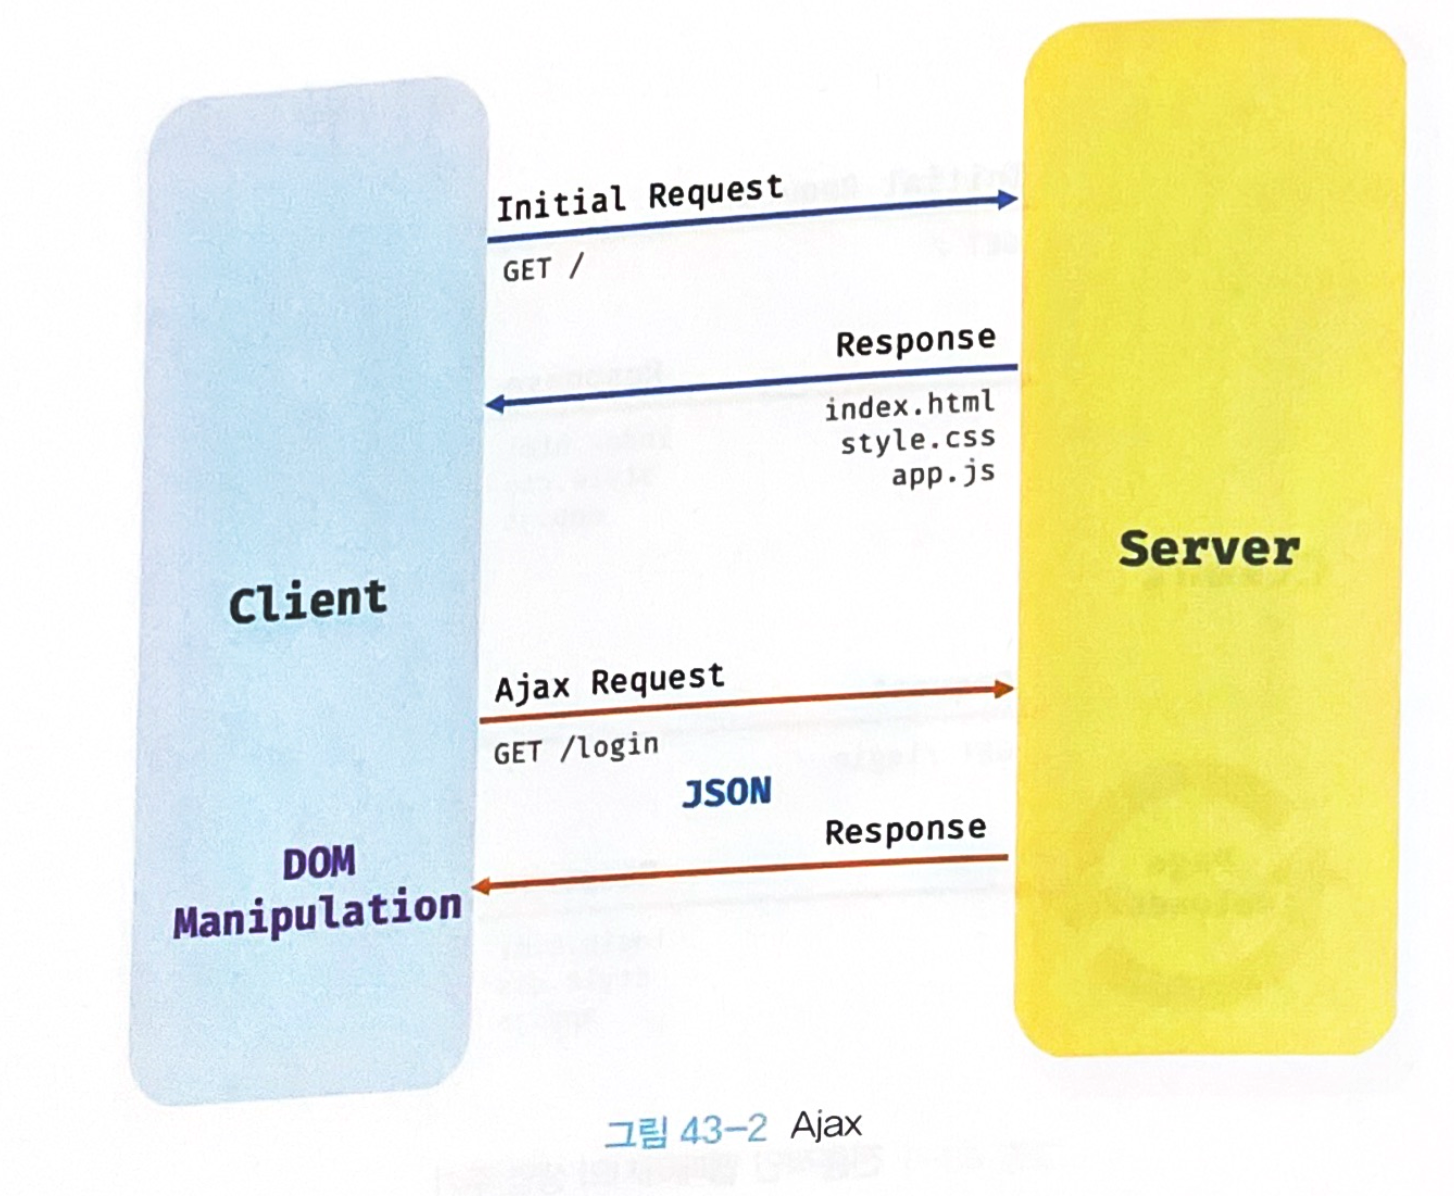 Initial Request
GET /
Response
index.html
style.css
app.js
Client
Server
Ajax Request
GET /login
JSON
Response
DOM
Manipulation
그림 43-2 Ajax